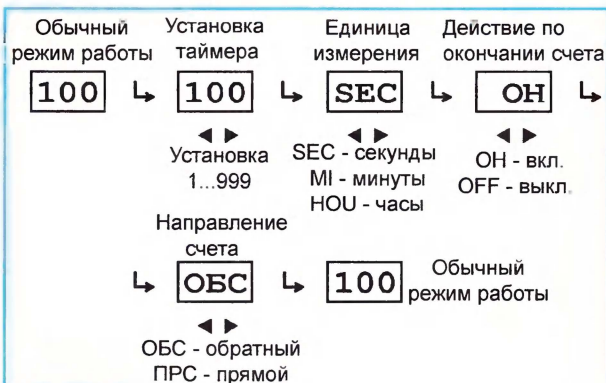 Обычный
режим работы
100
Установка
таймера
100
Установка
1...999
Единица
измерения
SEC
SEC - секунды
MI - минуты
HOU - часы
Действие по
окончании счета
ОН
ОН - вкл.
OFF - выкл.
Направление
счета
ОБС
ОБС - обратный
ПРС - прямой
100
Обычный
режим работы